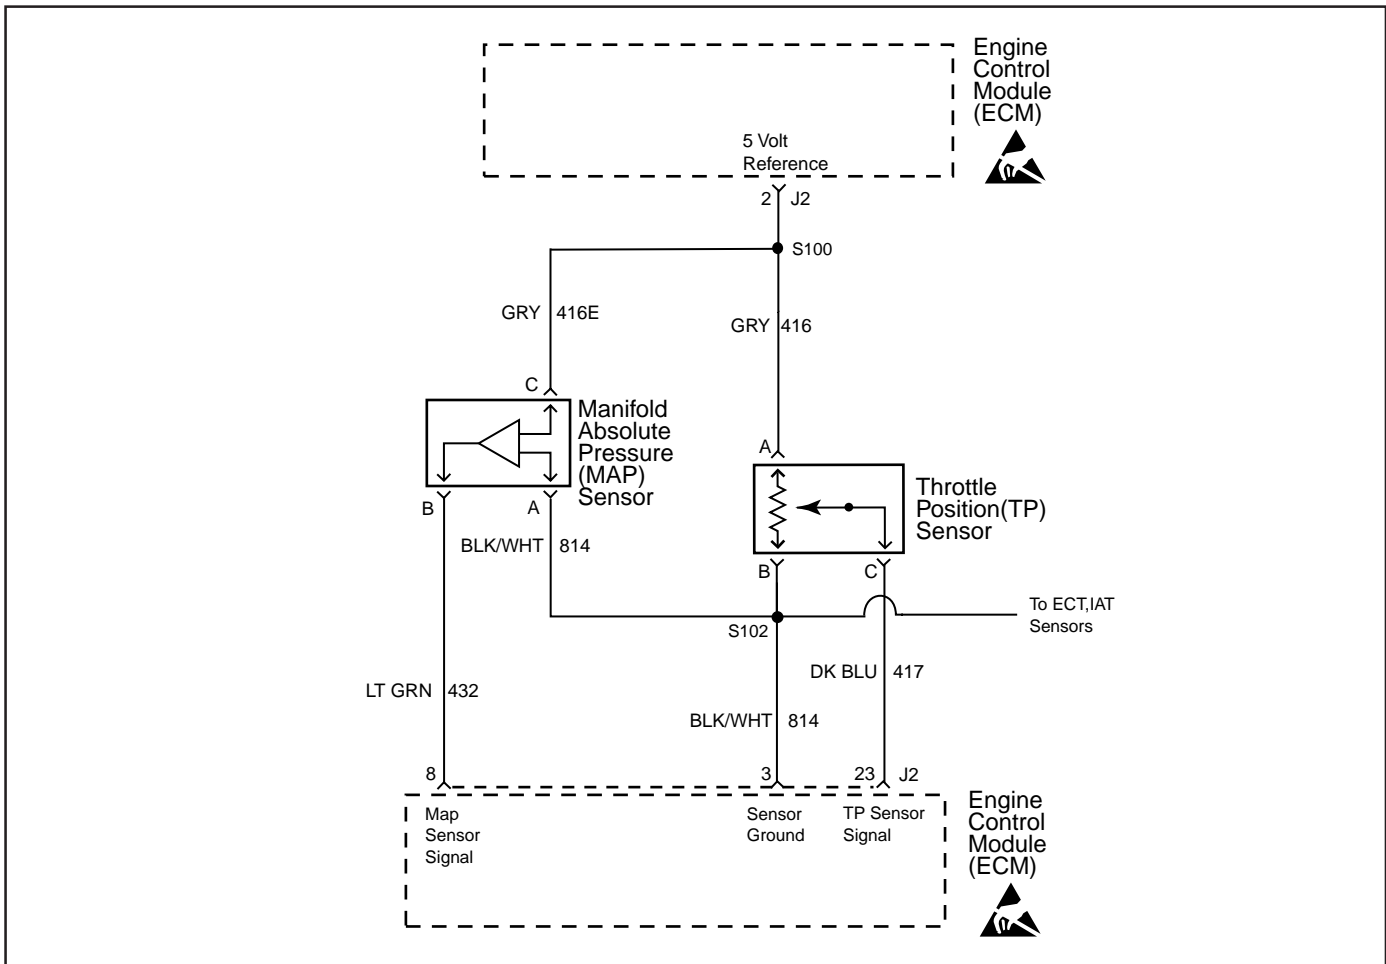 Engine
Control
Module
(ECM)
5 Volt
Reference
2
J2
S100
GRY
416E
GRY
416
C
Manifold
Absolute
Pressure
(MAP)
Sensor
A
Throttle
Position(TP)
Sensor
B
A
BLK/WHT
814
B
C
To ECT,IAT
Sensors
S102
DK BLU
417
LT GRN
432
BLK/WHT
814
8
3
23
J2
Map
Sensor
Signal
Sensor
Ground
TP Sensor
Signal
Engine
Control
Module
(ECM)